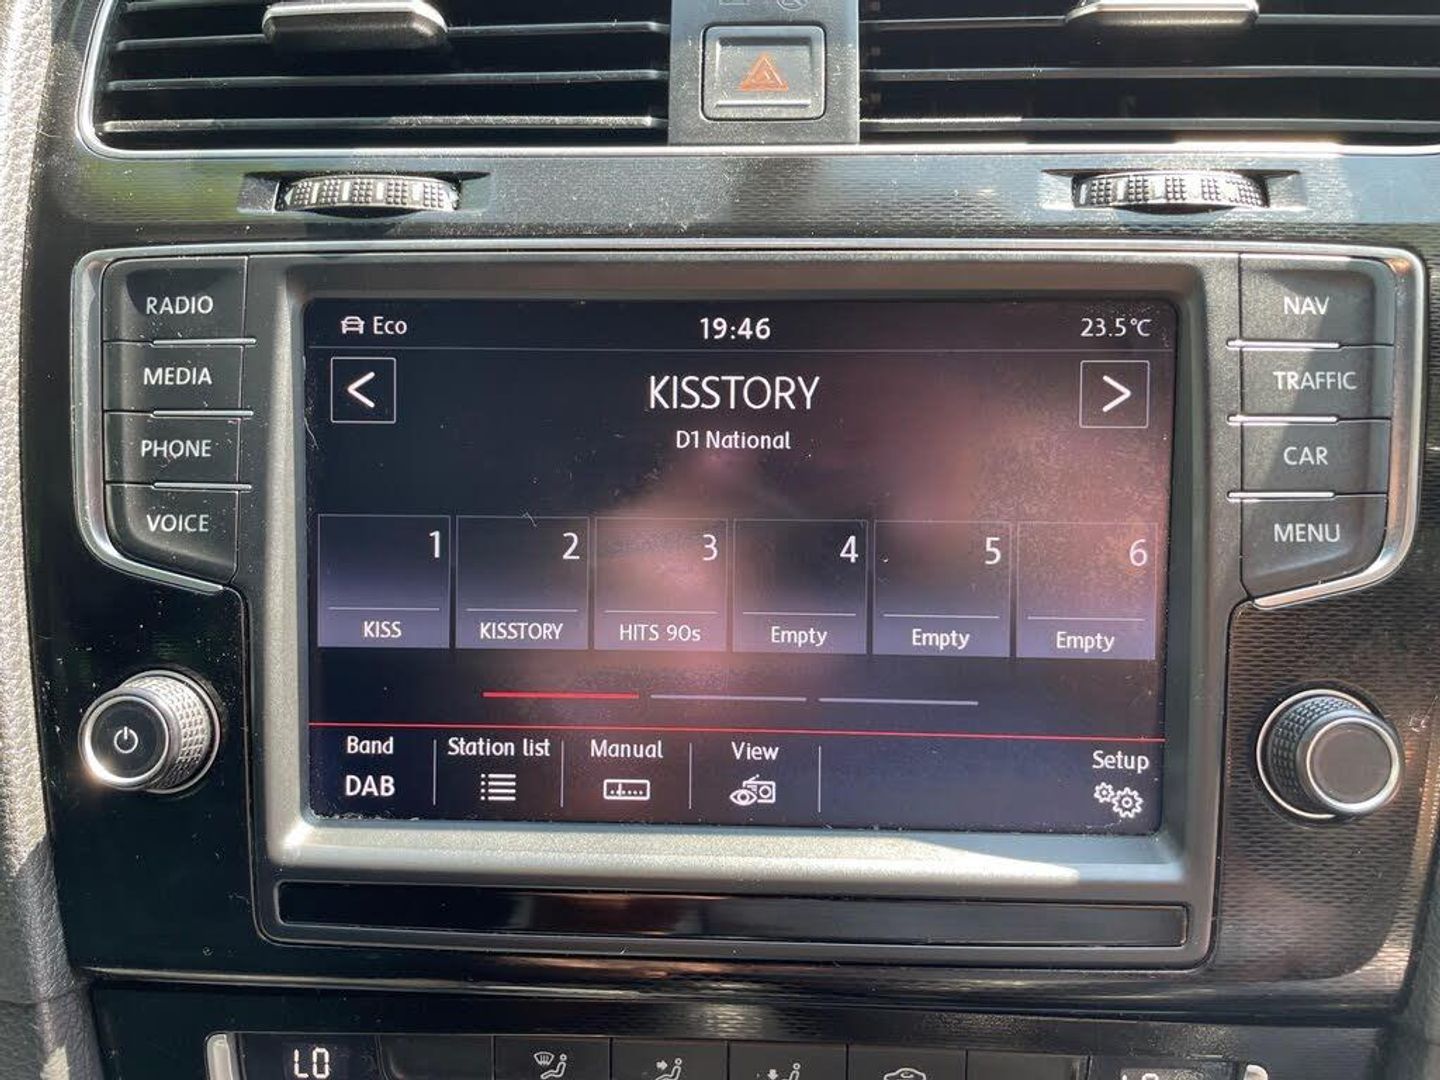 RADIO
MEDIA
PHONE
VOICE
Eco 19:46 23.5°C
< KISSTORY >
D1 National
1 2 3 4 5 6
KISS KISSTORY HITS 90s Empty Empty Empty
Band Station list Manual View Setup
DAB
NAV
TRAFFIC
CAR
MENU
LO